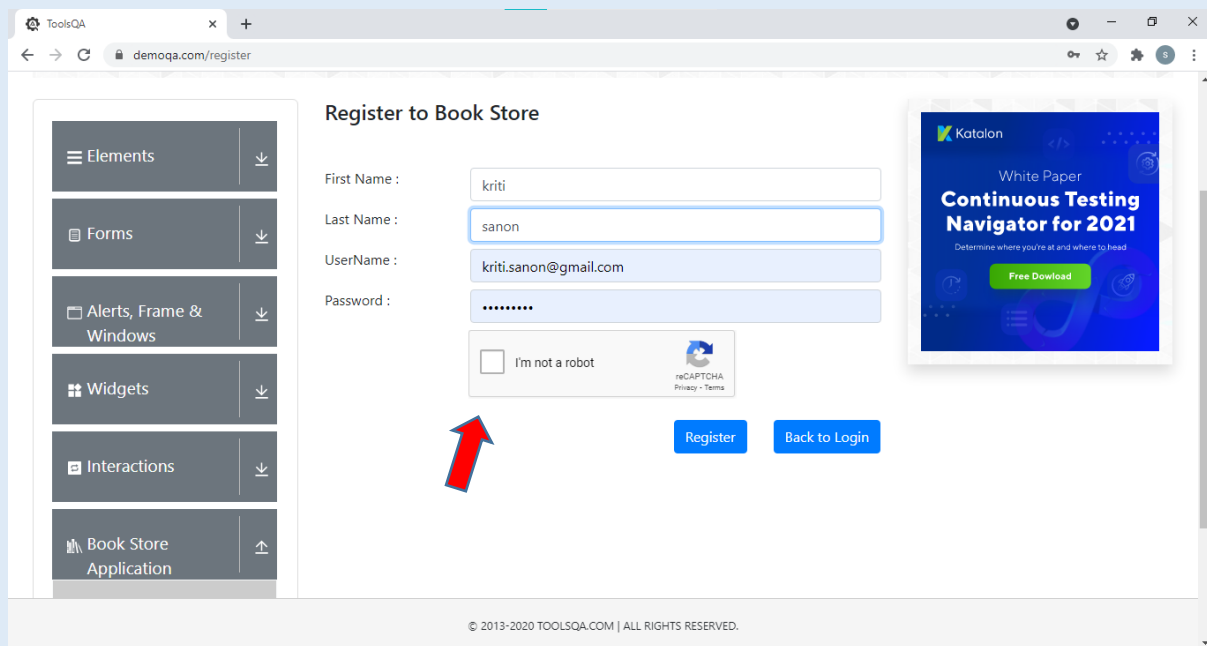 ToolsQA
demoqa.com/register
S
Register to Book Store
Elements
Forms
Alerts, Frame &
Windows
Widgets
Interactions
Book Store
Application
First Name :
kriti
Last Name :
sanon
UserName :
kriti.sanon@gmail.com
Password :
•••••••••
I'm not a robot
reCAPTCHA
Privacy - Terms
Register
Back to Login
Katalon
White Paper
Continuous Testing
Navigator for 2021
Determine where you're at and where to head
Free Dowload
© 2013-2020 TOOLSQA.COM | ALL RIGHTS RESERVED.